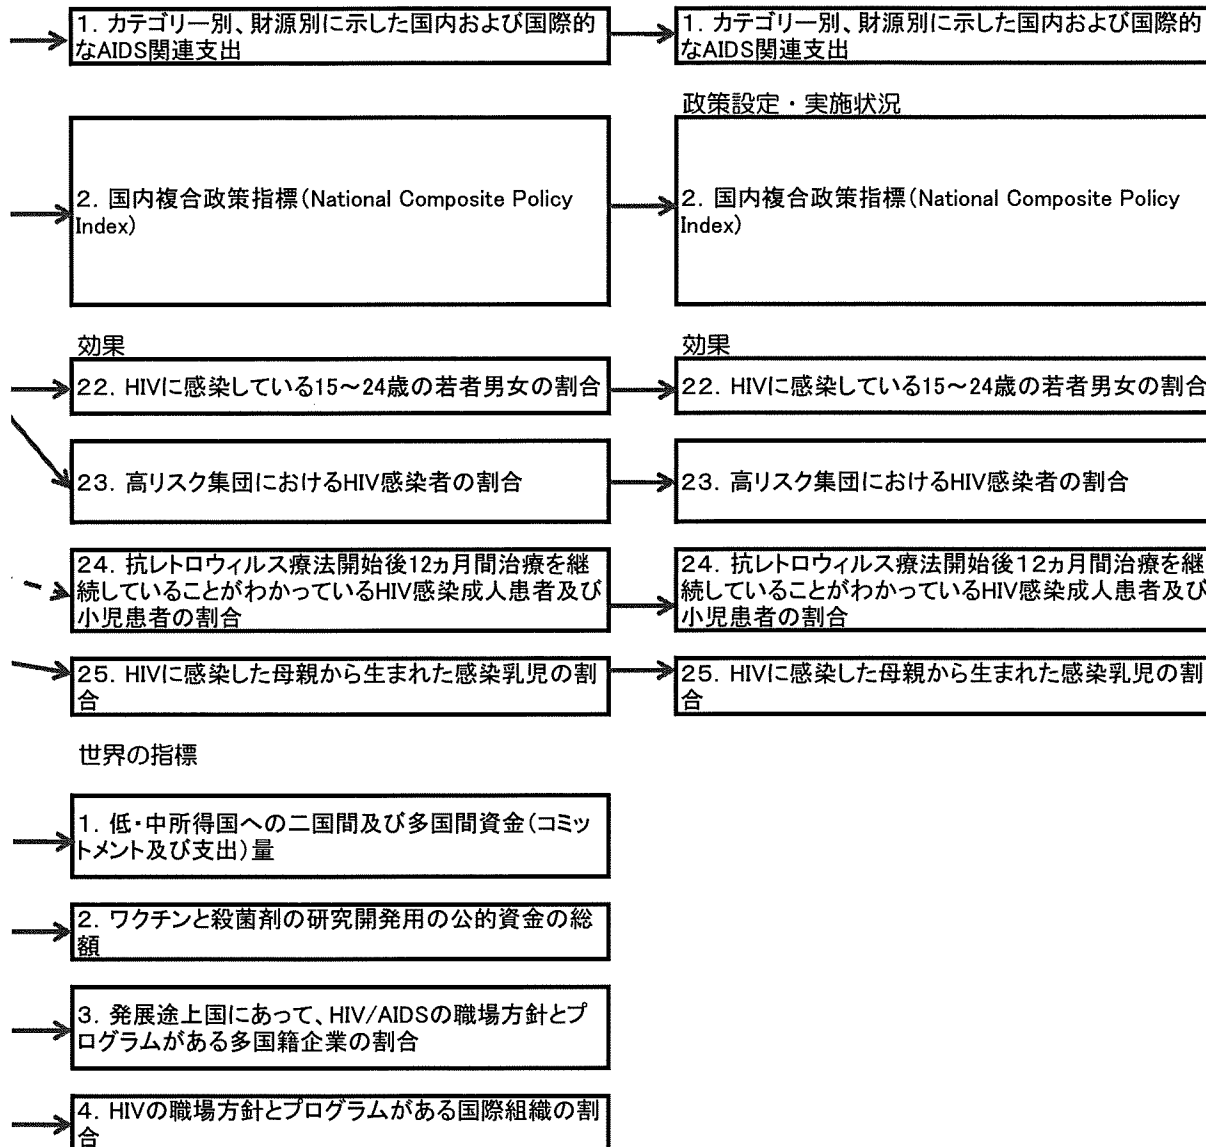 1. カテゴリー別、財源別に示した国内および国際的
なAIDS関連支出
1. カテゴリー別、財源別に示した国内および国際的
なAIDS関連支出
政策設定・実施状況
2. 国内複合政策指標(National Composite Policy
Index)
2. 国内複合政策指標(National Composite Policy
Index)
効果
効果
22. HIVに感染している15～24歳の若者男女の割合
22. HIVに感染している15～24歳の若者男女の割合
23. 高リスク集団におけるHIV感染者の割合
23. 高リスク集団におけるHIV感染者の割合
24. 抗レトロウィルス療法開始後12ヵ月間治療を継
続していることがわかっているHIV感染成人患者及び
小児患者の割合
24. 抗レトロウィルス療法開始後12ヵ月間治療を継
続していることがわかっているHIV感染成人患者及び
小児患者の割合
25. HIVに感染した母親から生まれた感染乳児の割
合
25. HIVに感染した母親から生まれた感染乳児の割
合
世界の指標
1. 低・中所得国への二国間及び多国間資金(コミッ
トメント及び支出)量
2. ワクチンと殺菌剤の研究開発用の公的資金の総
額
3. 発展途上国にあって、HIV/AIDSの職場方針とプ
ログラムがある多国籍企業の割合
4. HIVの職場方針とプログラムがある国際組織の割
合